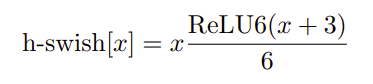 h-swish[x] = x ReLU6(x + 3) / 6